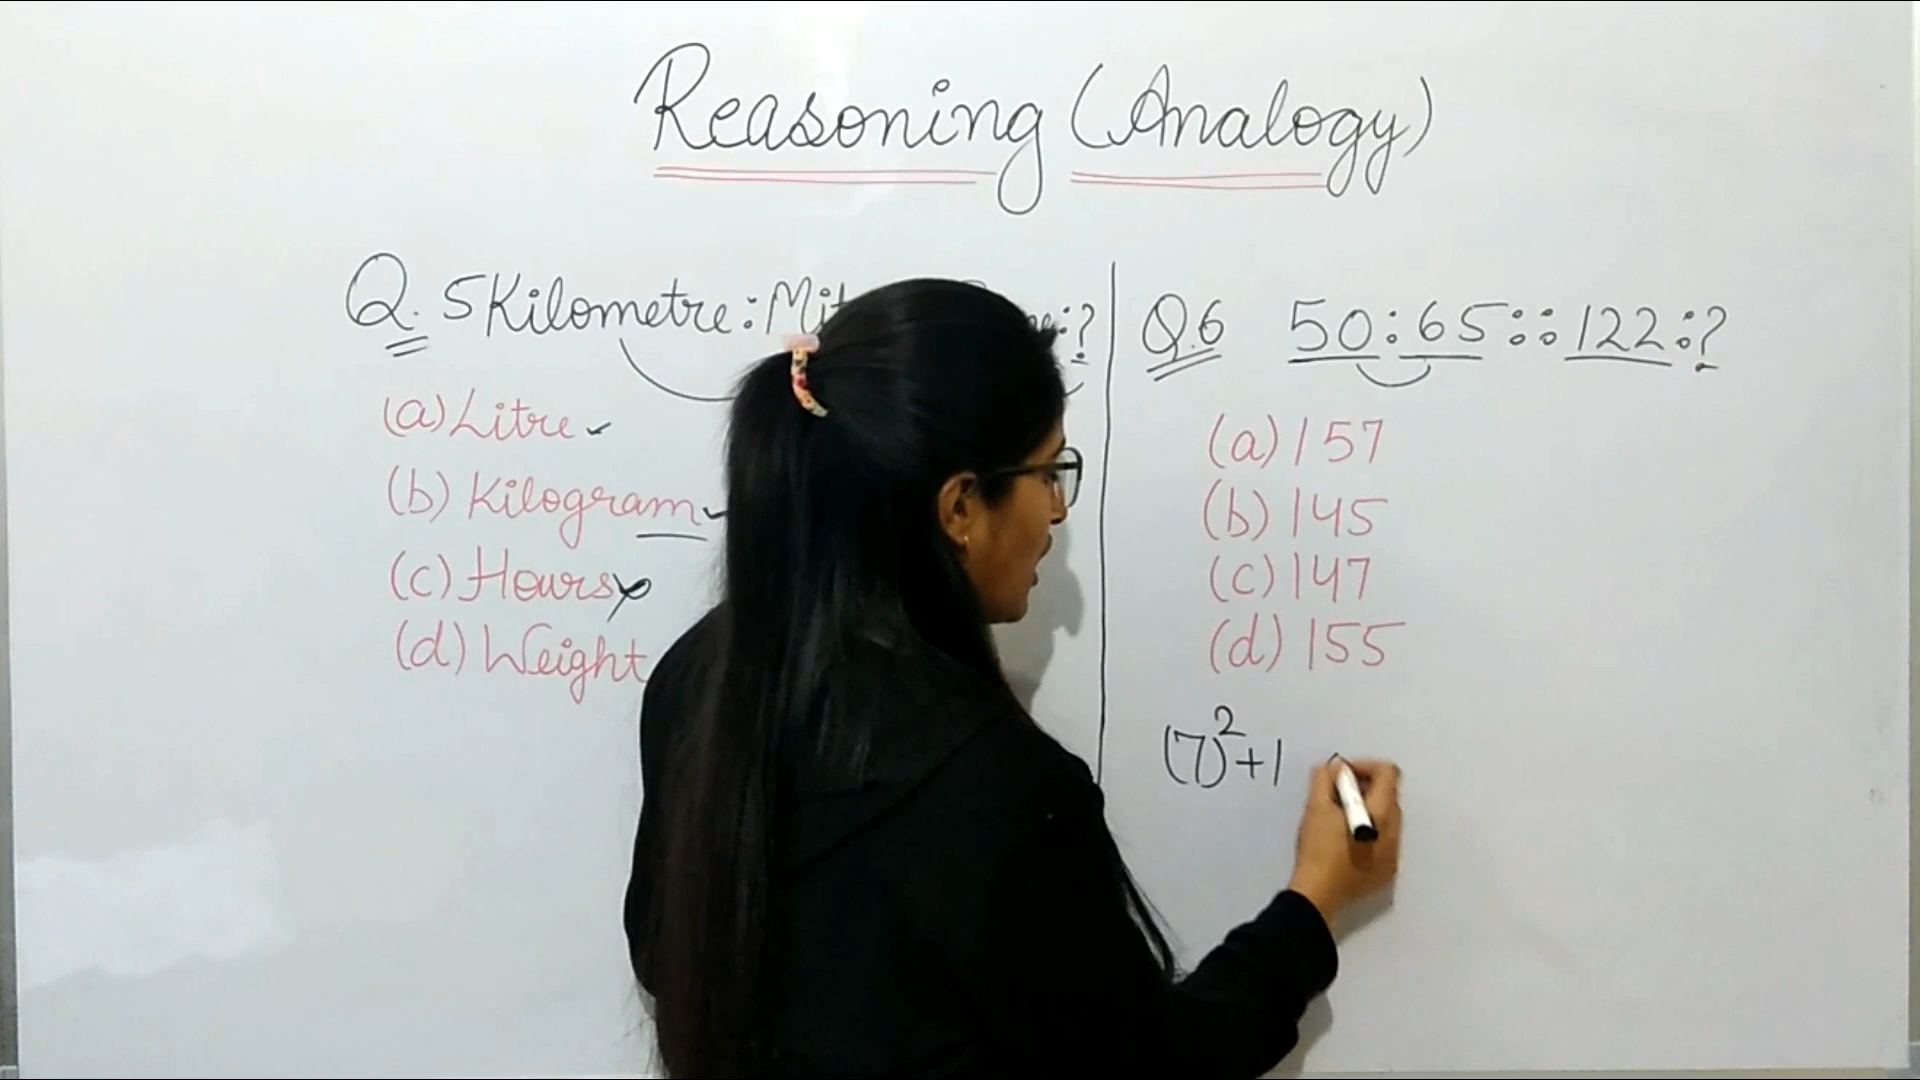 Reasoning (Analogy)
Q. 5 Kilometre : Mit : ?
(a) Litre
(b) Kilogram
(c) Hours
(d) Weight
Q.6 50 : 65 :: 122 : ?
(a) 157
(b) 145
(c) 147
(d) 155
(7)²+1